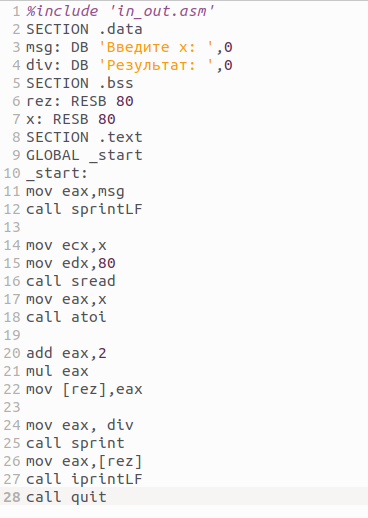 1 %include 'in_out.asm'
2 SECTION .data
3 msg: DB 'Введите x: ',0
4 div: DB 'Результат: ',0
5 SECTION .bss
6 rez: RESB 80
7 x: RESB 80
8 SECTION .text
9 GLOBAL _start
10 _start:
11 mov eax,msg
12 call sprintLF
13
14 mov ecx,x
15 mov edx,80
16 call sread
17 mov eax,x
18 call atoi
19
20 add eax,2
21 mul eax
22 mov [rez],eax
23
24 mov eax, div
25 call sprint
26 mov eax,[rez]
27 call iprintLF
28 call quit